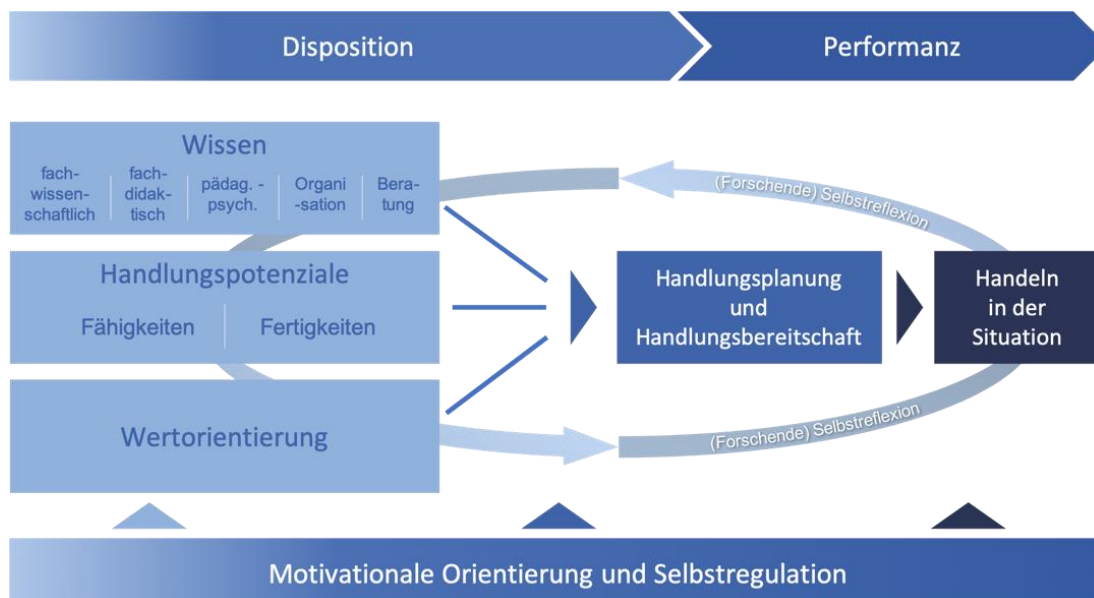 Disposition
Performanz
Wissen
fach-
wissen-
schaftlich
fach-
didak-
tisch
pädag. -
psych.
Organi
-sation
Bera-
tung
(Forschende) Selbstreflexion
Handlungspotenziale
Fähigkeiten
Fertigkeiten
Handlungsplanung
und
Handlungsbereitschaft
Handeln
in der
Situation
Wertorientierung
(Forschende) Selbstreflexion
Motivationale Orientierung und Selbstregulation